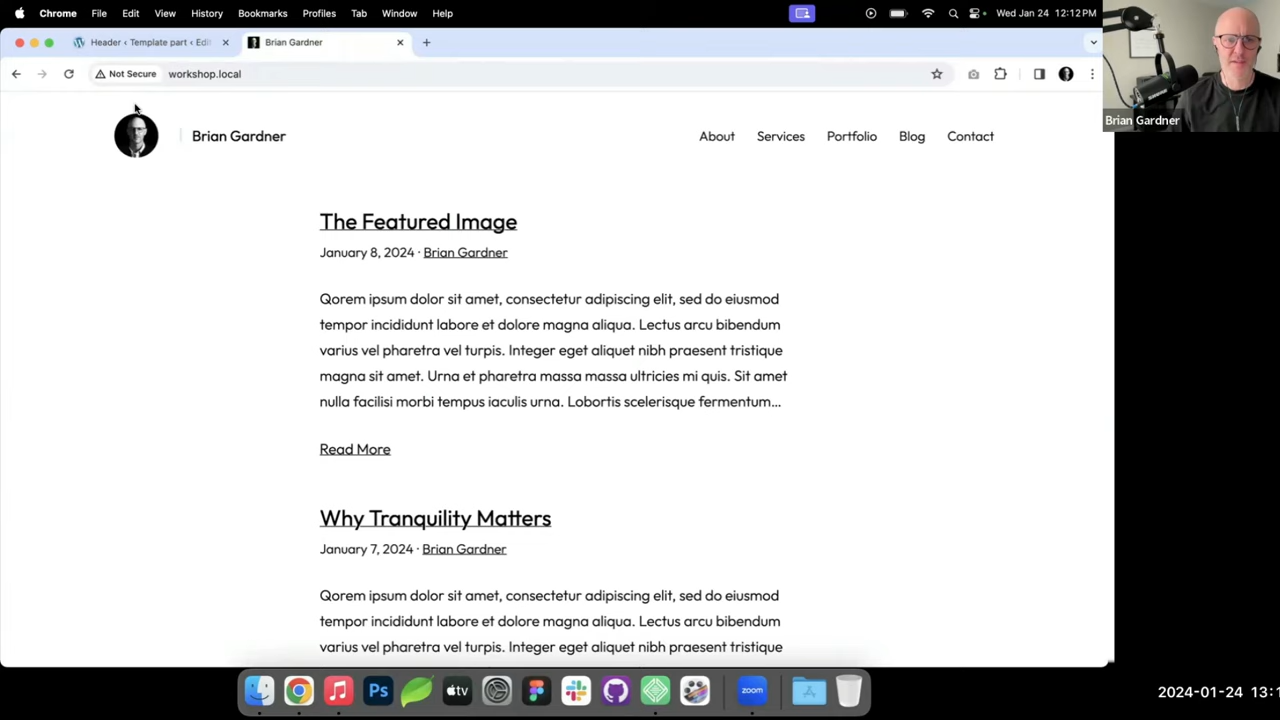 Chrome File Edit View History Bookmarks Profiles Tab Window Help Wed Jan 24 12:12 PM
Header ‹ Template part ‹ Edit
Brian Gardner
Not Secure workshop.local
Brian Gardner
Brian Gardner
About Services Portfolio Blog Contact
The Featured Image
January 8, 2024 · Brian Gardner
Qorem ipsum dolor sit amet, consectetur adipiscing elit, sed do eiusmod
tempor incididunt labore et dolore magna aliqua. Lectus arcu bibendum
varius vel pharetra vel turpis. Integer eget aliquet nibh praesent tristique
magna sit amet. Urna et pharetra massa massa ultricies mi quis. Sit amet
nulla facilisi morbi tempus iaculis urna. Lobortis scelerisque fermentum…
Read More
Why Tranquility Matters
January 7, 2024 · Brian Gardner
Qorem ipsum dolor sit amet, consectetur adipiscing elit, sed do eiusmod
tempor incididunt labore et dolore magna aliqua. Lectus arcu bibendum
varius vel pharetra vel turpis. Integer eget aliquet nibh praesent tristique
Ps tv zoom
2024-01-24 13:1